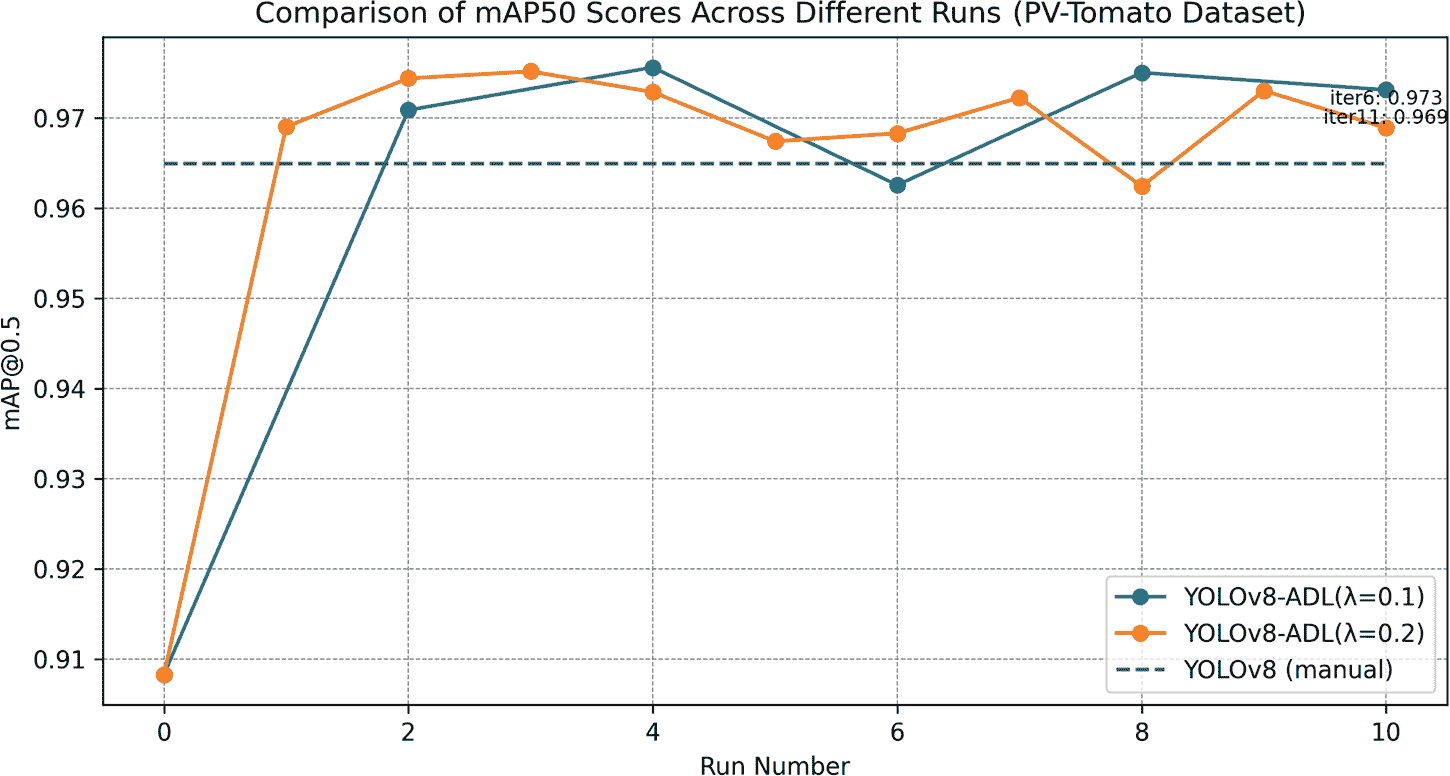 Comparison of mAP50 Scores Across Different Runs (PV-Tomato Dataset)
mAP@0.5
0.97
0.96
0.95
0.94
0.93
0.92
0.91
iter6: 0.973
iter11: 0.969
YOLOv8-ADL(λ=0.1)
YOLOv8-ADL(λ=0.2)
YOLOv8 (manual)
0 2 4 6 8 10
Run Number